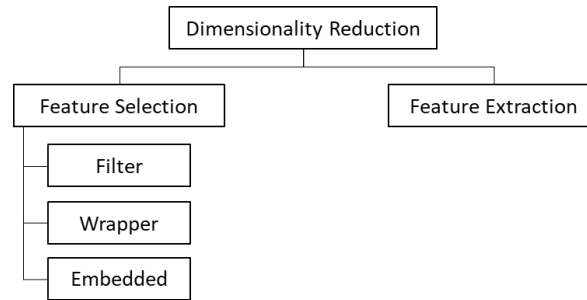 Dimensionality Reduction
Feature Selection
Feature Extraction
Filter
Wrapper
Embedded